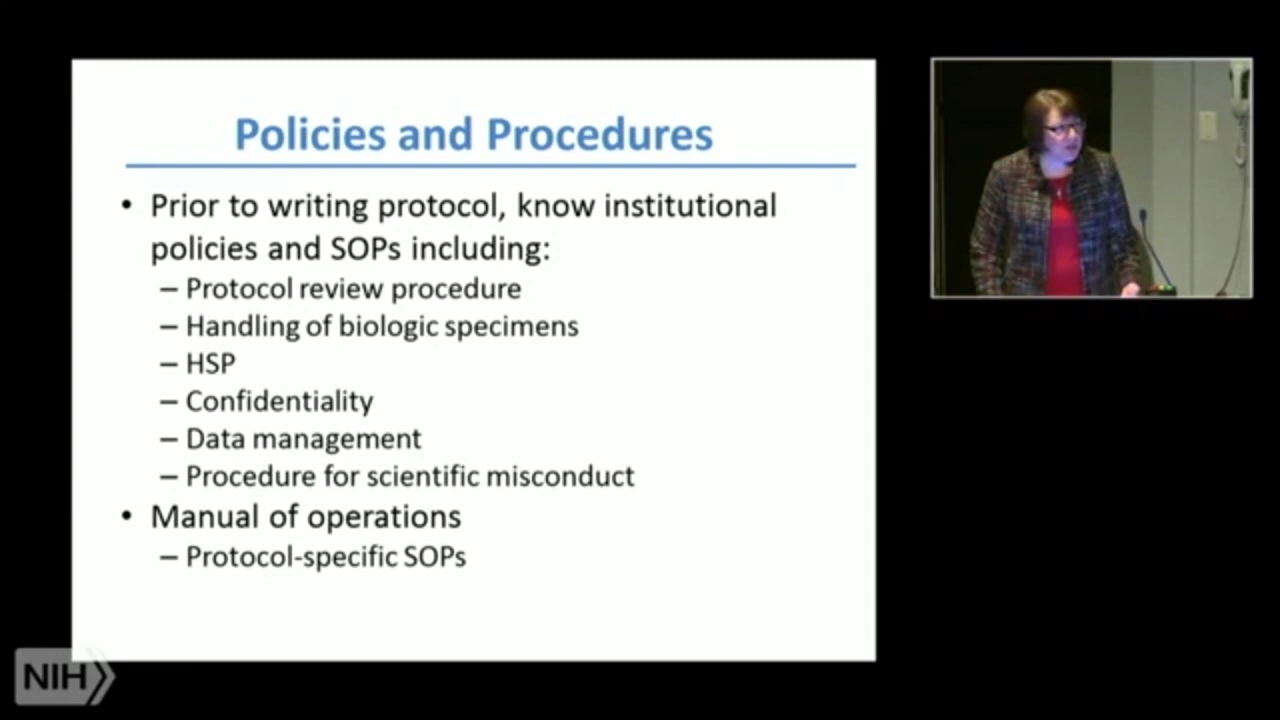 Policies and Procedures
• Prior to writing protocol, know institutional
policies and SOPs including:
– Protocol review procedure
– Handling of biologic specimens
– HSP
– Confidentiality
– Data management
– Procedure for scientific misconduct
• Manual of operations
– Protocol-specific SOPs
NIH